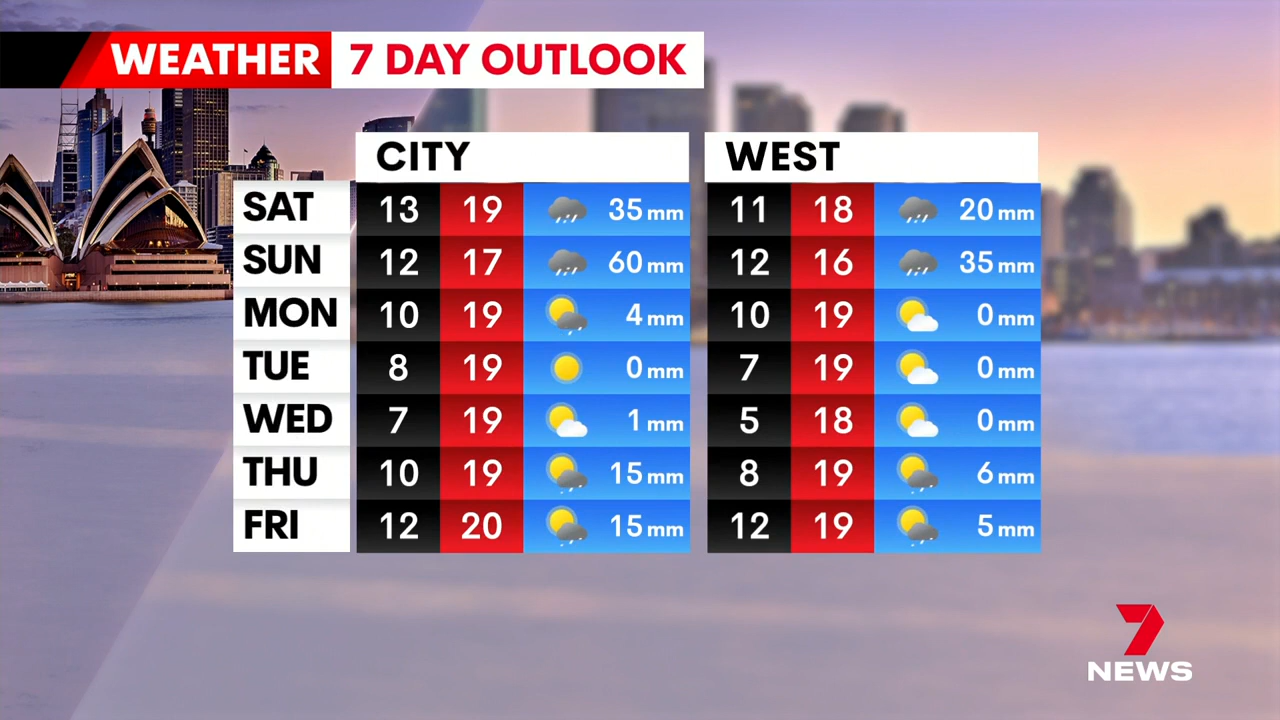 WEATHER 7 DAY OUTLOOK
CITY WEST
SAT 13 19 35 mm 11 18 20 mm
SUN 12 17 60 mm 12 16 35 mm
MON 10 19 4 mm 10 19 0 mm
TUE 8 19 0 mm 7 19 0 mm
WED 7 19 1 mm 5 18 0 mm
THU 10 19 15 mm 8 19 6 mm
FRI 12 20 15 mm 12 19 5 mm
7
NEWS